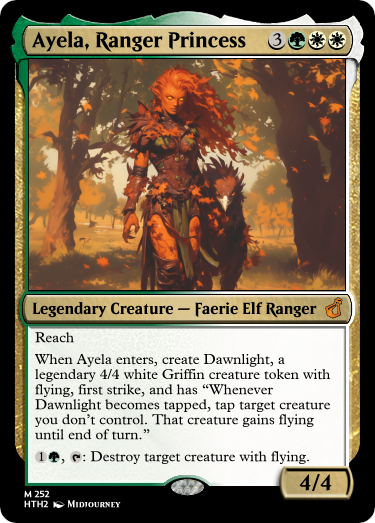 Ayela, Ranger Princess 3
Legendary Creature — Faerie Elf Ranger
Reach
When Ayela enters, create Dawnlight, a
legendary 4/4 white Griffin creature token with
flying, first strike, and has “Whenever
Dawnlight becomes tapped, tap target creature
you don’t control. That creature gains flying
until end of turn.”
1, : Destroy target creature with flying.
4/4
M 252
HTH2 Midjourney